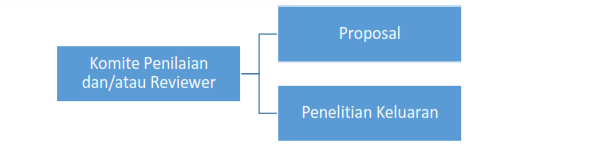 Komite Penilaian
dan/atau Reviewer
Proposal
Penelitian Keluaran